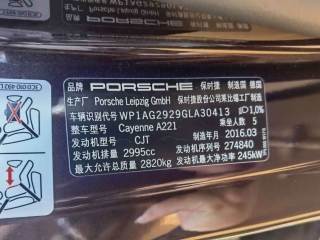 品牌 PORSCHE 保时捷 制造国 德国
生产厂 Porsche Leipzig GmbH 保时捷股份公司莱比锡工厂制造
车辆识别代号 WP1AG2929GLA30413 1,0%
整车型号 Cayenne A221 乘坐人数 5
发动机型号 CJT 制造年月 2016.03
发动机排量 2995cc 发动机号 274840
最大允许总质量 2820kg 发动机最大净功率 245kW